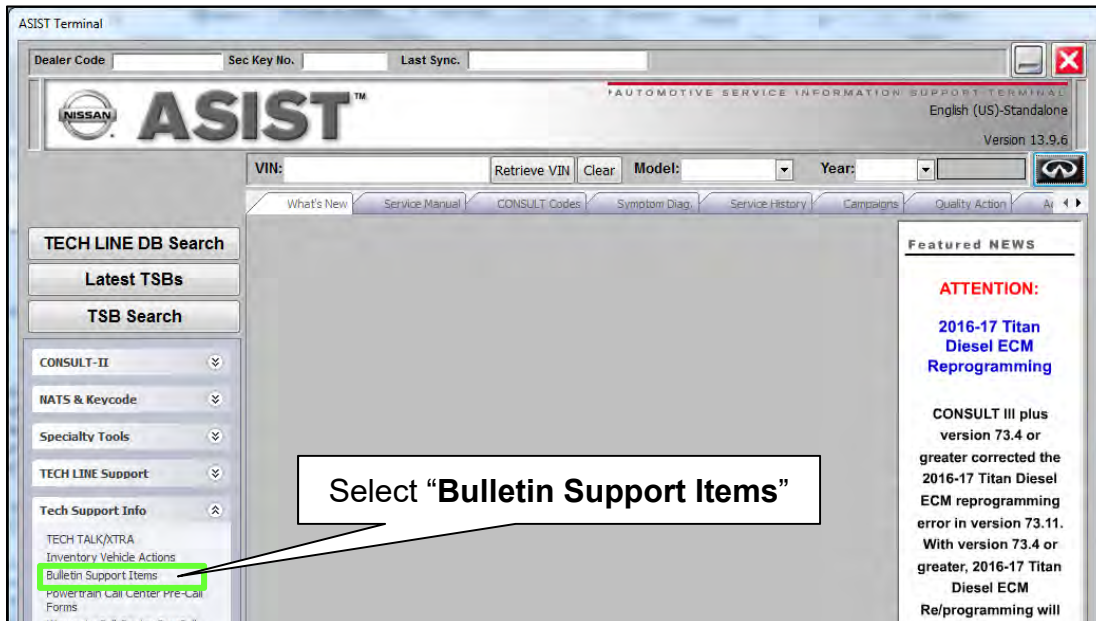 ASIST Terminal
Dealer Code Sec Key No. Last Sync.
AUTOMOTIVE SERVICE INFORMATION SUPPORT TERMINAL
NISSAN ASIST™
English (US)-Standalone
Version 13.9.6
VIN: Retrieve VIN Clear Model: Year:
What's New Service Manual CONSULT Codes Symptom Diag. Service History Campaigns Quality Action
TECH LINE DB Search
Latest TSBs
TSB Search
CONSULT-II
NATS & Keycode
Specialty Tools
TECH LINE Support
Tech Support Info
TECH TALK/XTRA
Inventory Vehicle Actions
Bulletin Support Items
Powertrain Call Center Pre-Call
Forms
Select “Bulletin Support Items”
Featured NEWS
ATTENTION:
2016-17 Titan
Diesel ECM
Reprogramming
CONSULT III plus
version 73.4 or
greater corrected the
2016-17 Titan Diesel
ECM reprogramming
error in version 73.11.
With version 73.4 or
greater, 2016-17 Titan
Diesel ECM
Re/programming will